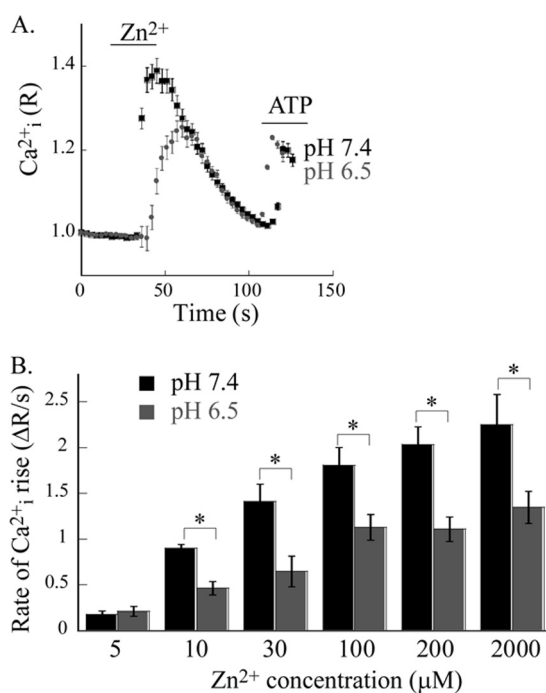 A.
Zn²⁺
Ca²⁺ᵢ (R)
1.4
1.2
1.0
ATP
pH 7.4
pH 6.5
0
50
100
150
Time (s)
B.
pH 7.4
pH 6.5
Rate of Ca²⁺ᵢ rise (ΔR/s)
2.5
2
1.5
1
0.5
0
*
*
*
*
*
5
10
30
100
200
2000
Zn²⁺ concentration (μM)